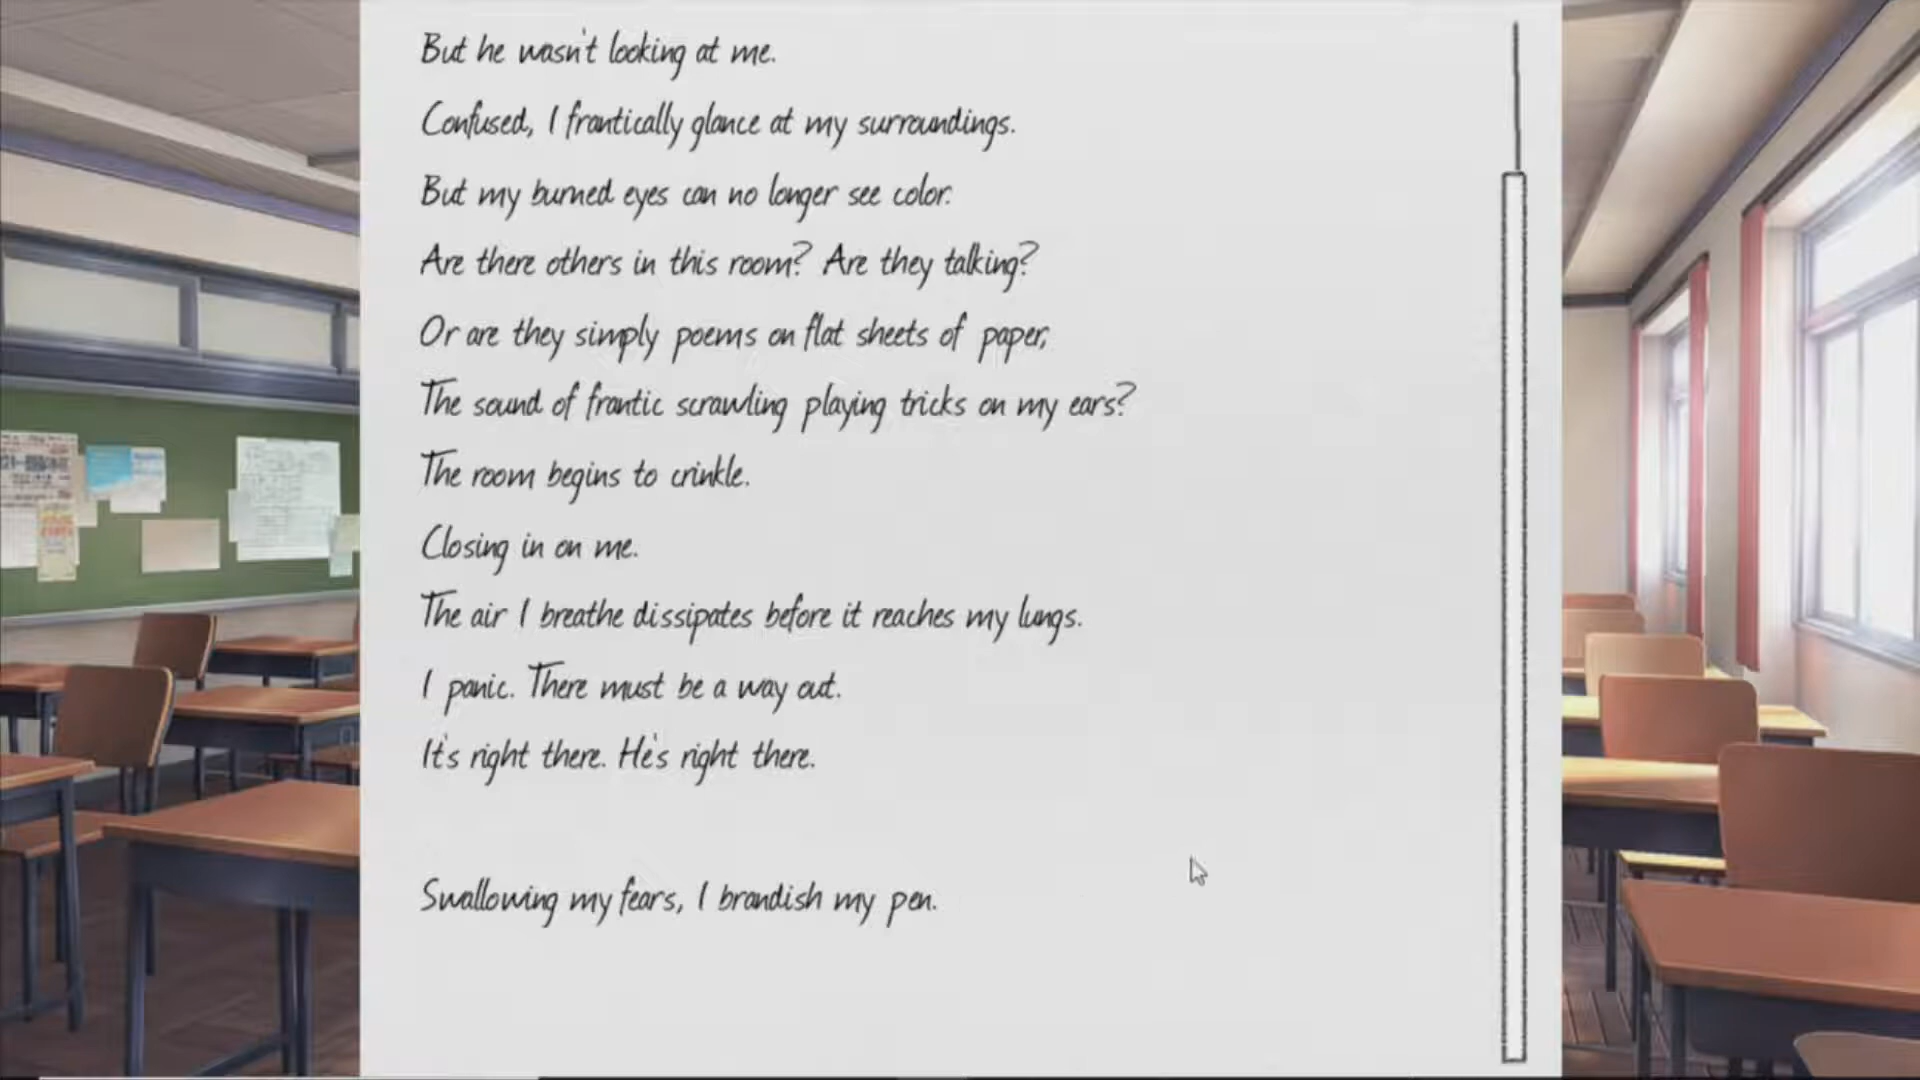 But he wasn't looking at me.
Confused, I frantically glance at my surroundings.
But my burned eyes can no longer see color.
Are there others in this room? Are they talking?
Or are they simply poems on flat sheets of paper,
The sound of frantic scrawling playing tricks on my ears?
The room begins to crinkle.
Closing in on me.
The air I breathe dissipates before it reaches my lungs.
I panic. There must be a way out.
It's right there. He's right there.
Swallowing my fears, I brandish my pen.